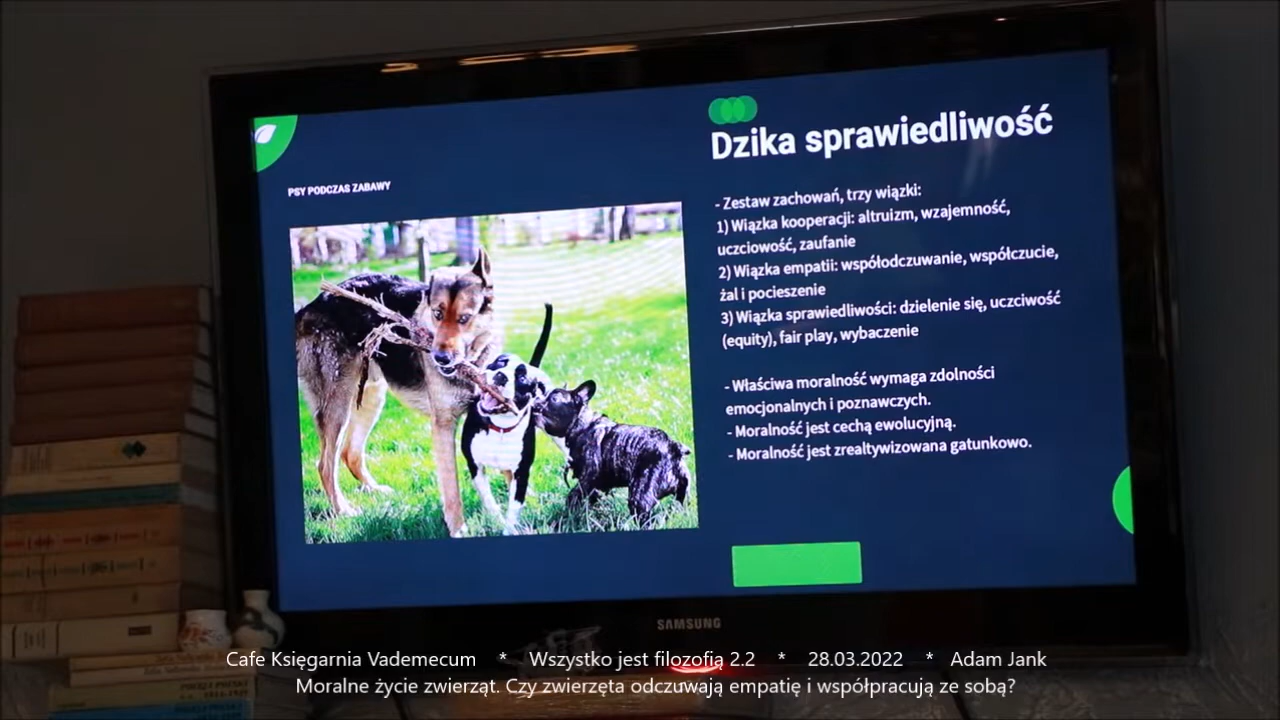 Dzika sprawiedliwość
PSY PODCZAS ZABAWY
- Zestaw zachowań, trzy wiązki:
1) Wiązka kooperacji: altruizm, wzajemność,
uczciowość, zaufanie
2) Wiązka empatii: współodczuwanie, współczucie,
żal i pocieszenie
3) Wiązka sprawiedliwości: dzielenie się, uczciwość
(equity), fair play, wybaczenie
- Właściwa moralność wymaga zdolności
emocjonalnych i poznawczych.
- Moralność jest cechą ewolucyjną.
- Moralność jest zrealtywizowana gatunkowo.
SAMSUNG
Cafe Księgarnia Vademecum * Wszystko jest filozofią 2.2 * 28.03.2022 * Adam Jank
Moralne życie zwierząt. Czy zwierzęta odczuwają empatię i współpracują ze sobą?